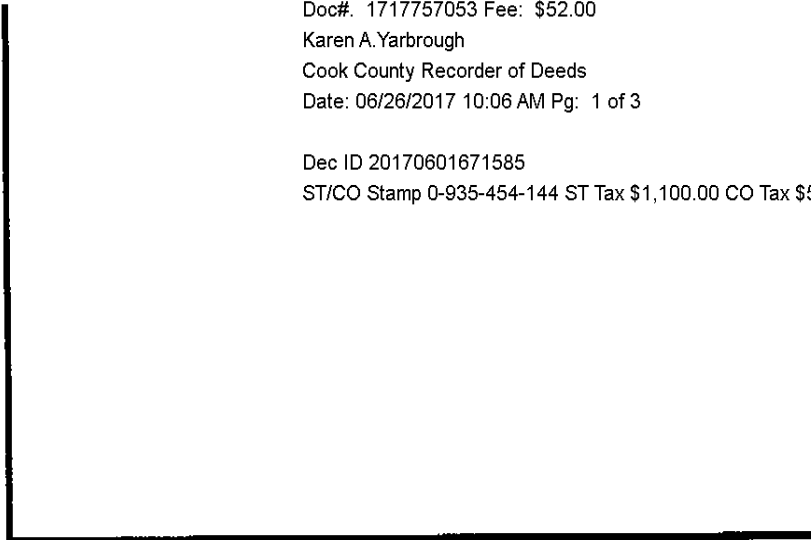 Doc#. 1717757053 Fee: $52.00
Karen A.Yarbrough
Cook County Recorder of Deeds
Date: 06/26/2017 10:06 AM Pg: 1 of 3
Dec ID 20170601671585
ST/CO Stamp 0-935-454-144 ST Tax $1,100.00 CO Tax